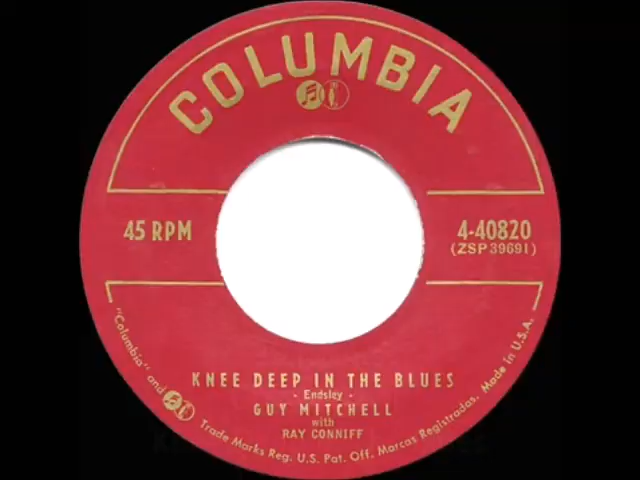 COLUMBIA
45 RPM
4-40820
(ZSP 39691)
KNEE DEEP IN THE BLUES
- Endsley -
GUY MITCHELL
with
RAY CONNIFF
"Columbia" and Trade Marks Reg. U.S. Pat. Off. Marcas Registradas. Made in U.S.A.